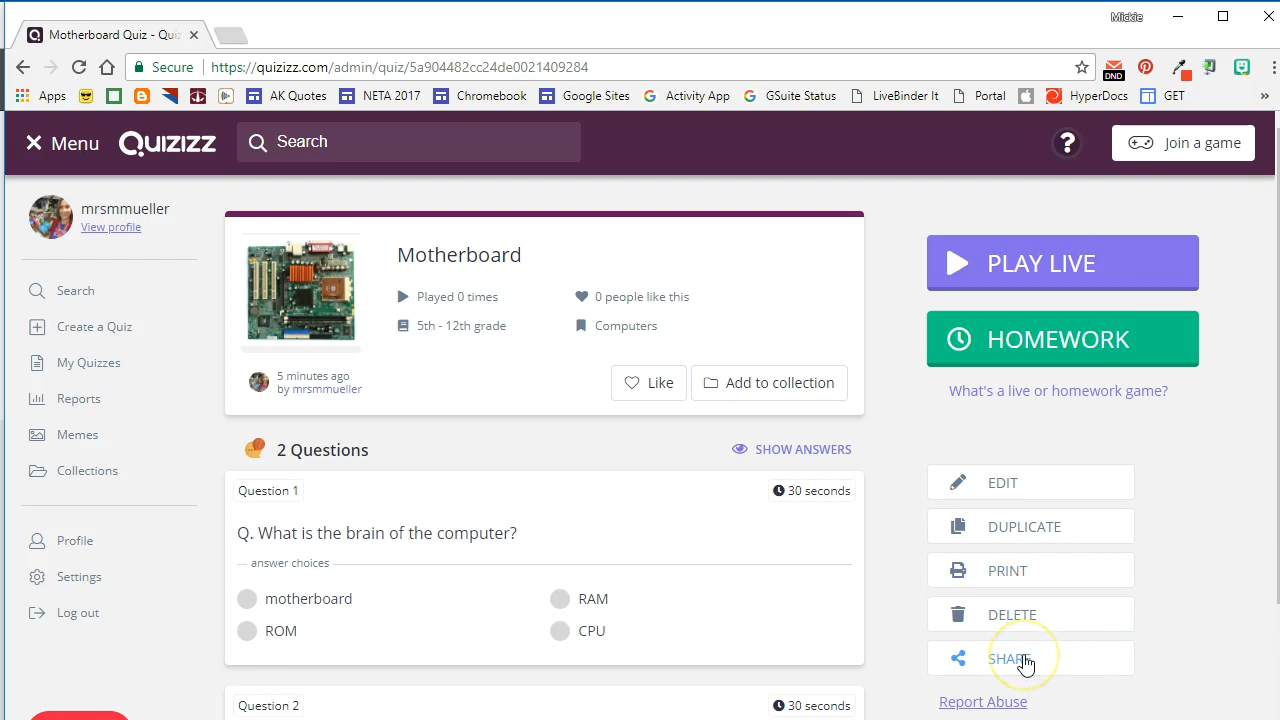 Mickie
Motherboard Quiz - Qui
Secure https://quizizz.com/admin/quiz/5a904482cc24de0021409284
DND
Apps AK Quotes NETA 2017 Chromebook Google Sites Activity App GSuite Stats LiveBinder It Portal HyperDocs GET »
Menu Quizizz Search ? Join a game
mrsmmueller
View profile
Search
Create a Quiz
My Quizzes
Reports
Memes
Collections
Profile
Settings
Log out
Motherboard
Played 0 times 0 people like this
5th - 12th grade Computers
5 minutes ago
by mrsmmueller
Like Add to collection
2 Questions SHOW ANSWERS
Question 1 30 seconds
Q. What is the brain of the computer?
answer choices
motherboard RAM
ROM CPU
Question 2 30 seconds
PLAY LIVE
HOMEWORK
What's a live or homework game?
EDIT
DUPLICATE
PRINT
DELETE
SHARE
Report Abuse